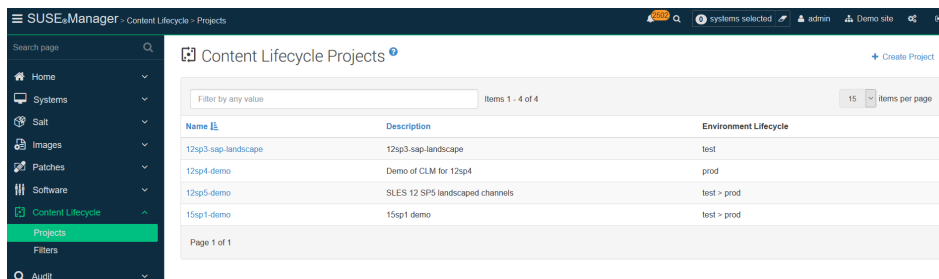 SUSE®Manager > Content Lifecycle > Projects
2502
0 systems selected
admin
Demo site
Search page
Home
Systems
Salt
Images
Patches
Software
Content Lifecycle
Projects
Filters
Audit
Content Lifecycle Projects ?
+ Create Project
Filter by any value
Items 1 - 4 of 4
15 items per page
Name Description Environment Lifecycle
12sp3-sap-landscape 12sp3-sap-landscape test
12sp4-demo Demo of CLM for 12sp4 prod
12sp5-demo SLES 12 SP5 landscaped channels test > prod
15sp1-demo 15sp1 demo test > prod
Page 1 of 1